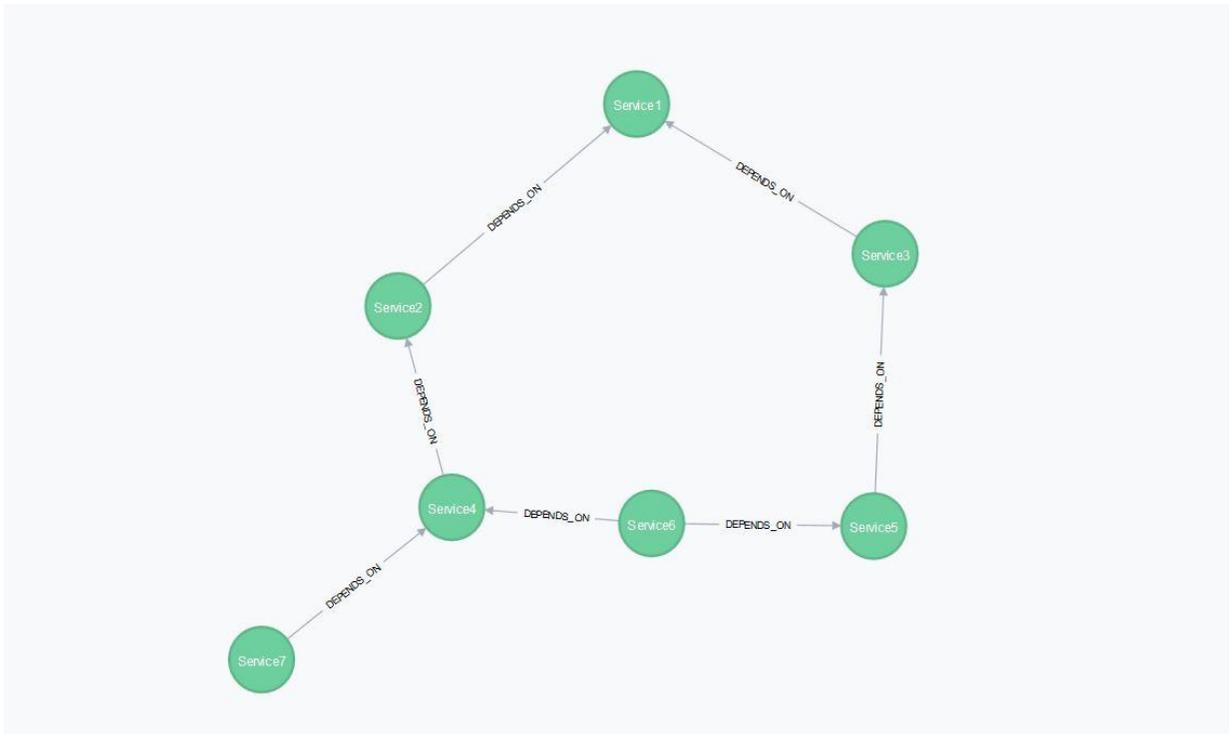 Service1
DEPENDS_ON
DEPENDS_ON
Service3
Service2
DEPENDS_ON
DEPENDS_ON
Service4
DEPENDS_ON
Service6
DEPENDS_ON
Service5
DEPENDS_ON
Service7